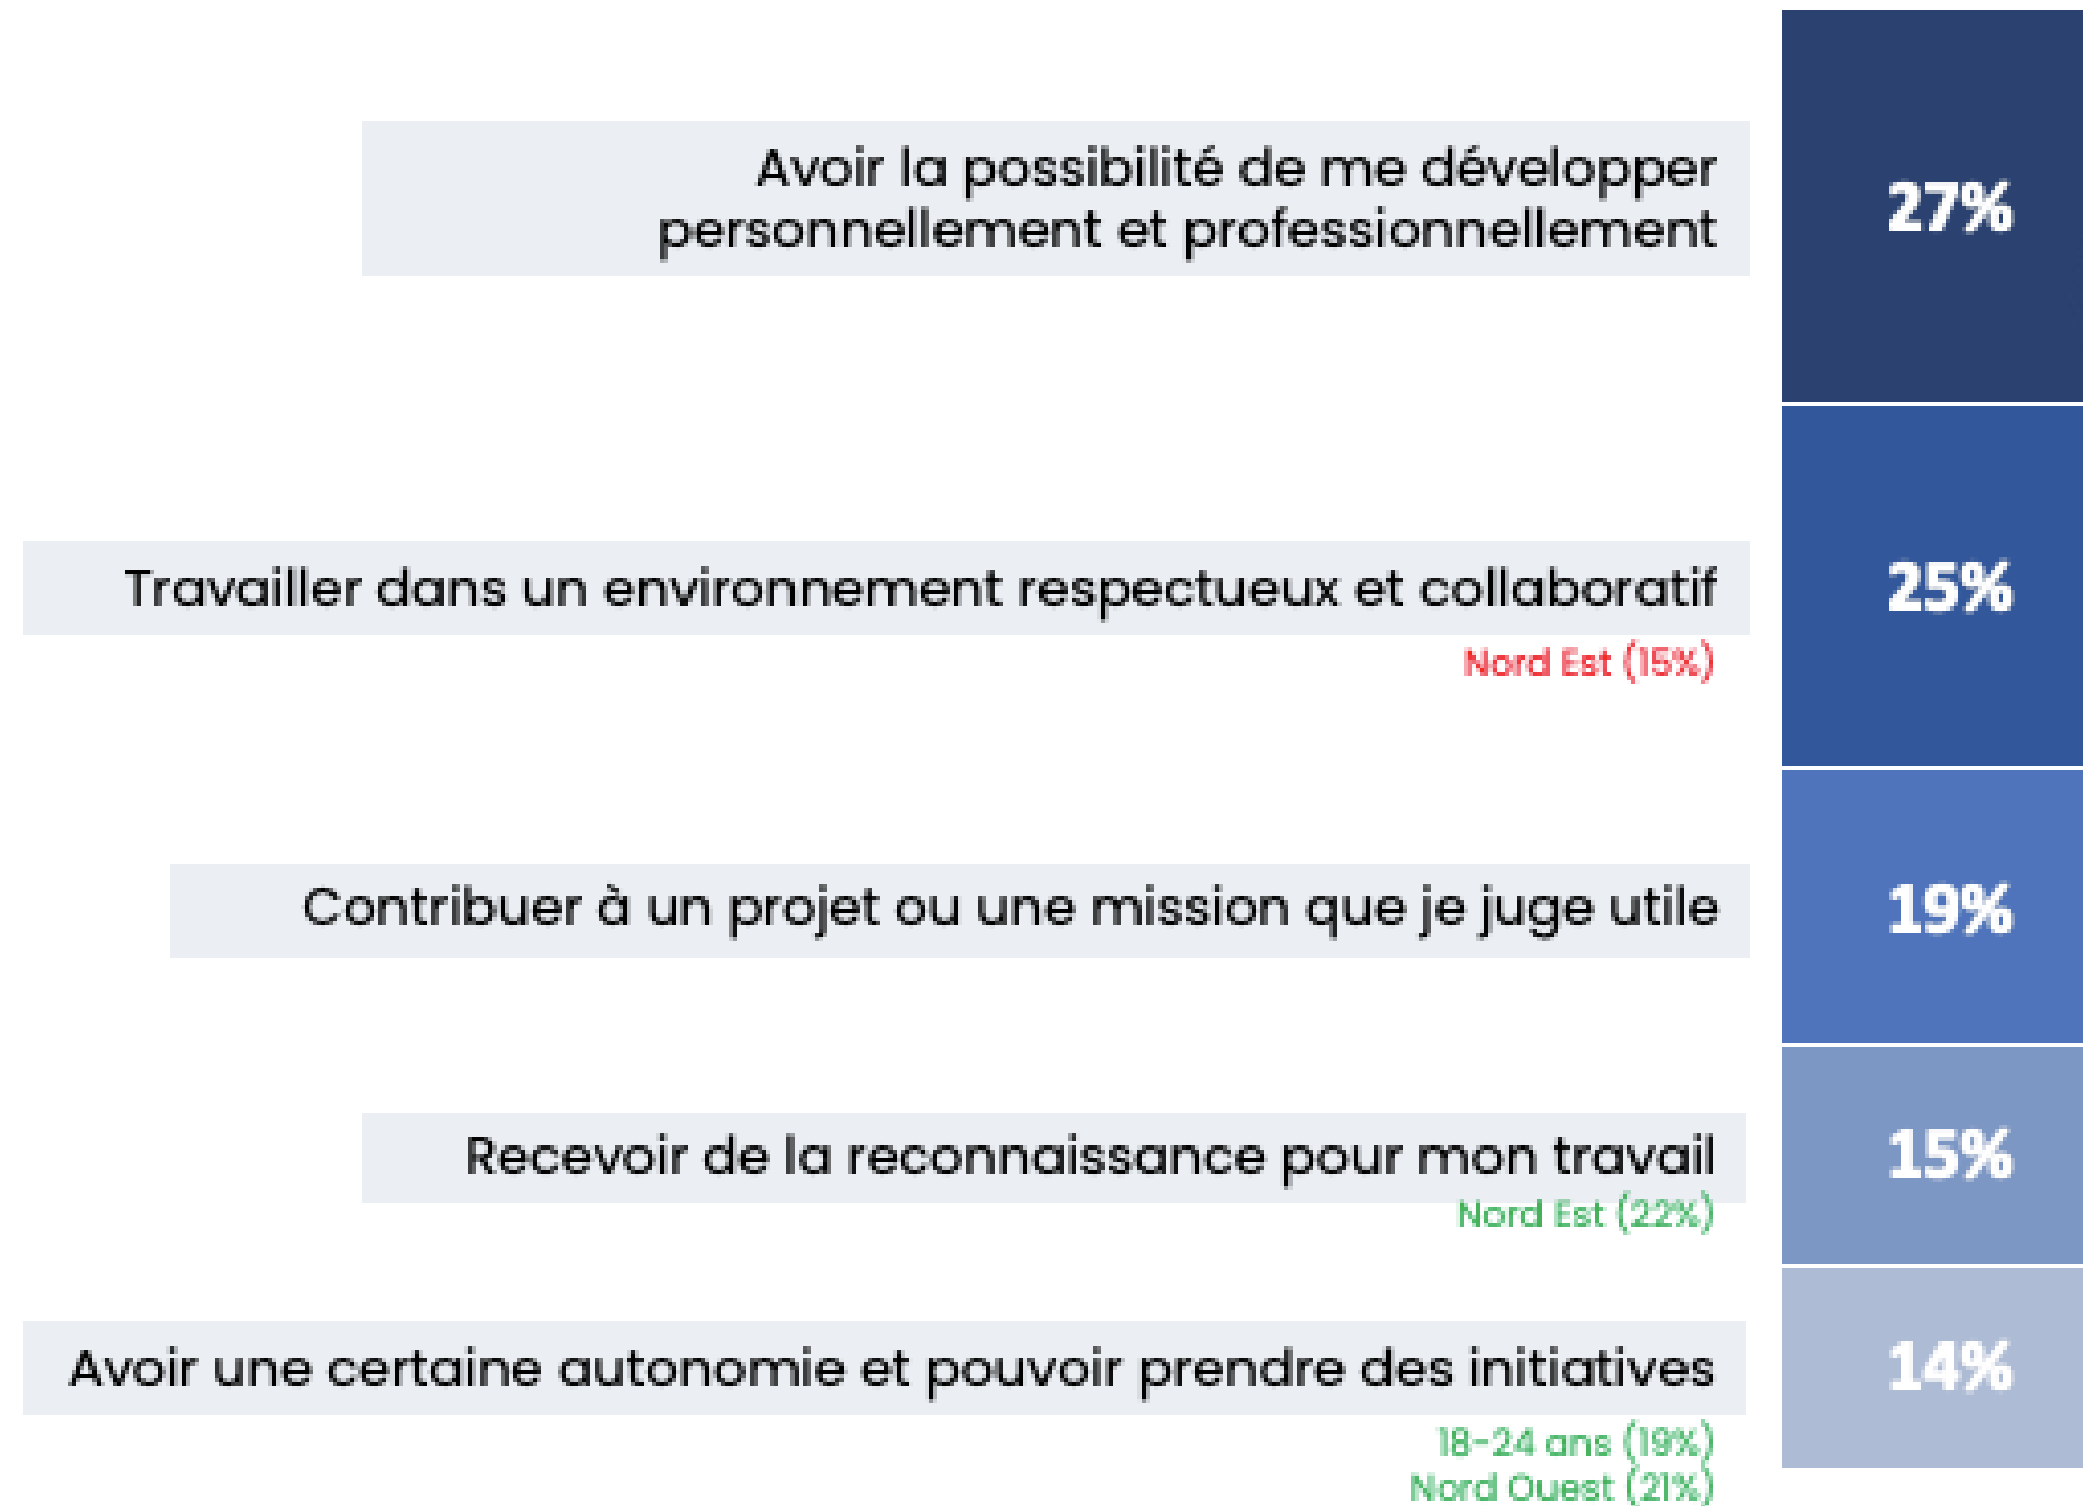 Avoir la possibilité de me développer
personnellement et professionnellement
27%
Travailler dans un environnement respectueux et collaboratif
25%
Nord Est (15%)
Contribuer à un projet ou une mission que je juge utile
19%
Recevoir de la reconnaissance pour mon travail
15%
Nord Est (22%)
Avoir une certaine autonomie et pouvoir prendre des initiatives
14%
18-24 ans (19%)
Nord Ouest (21%)